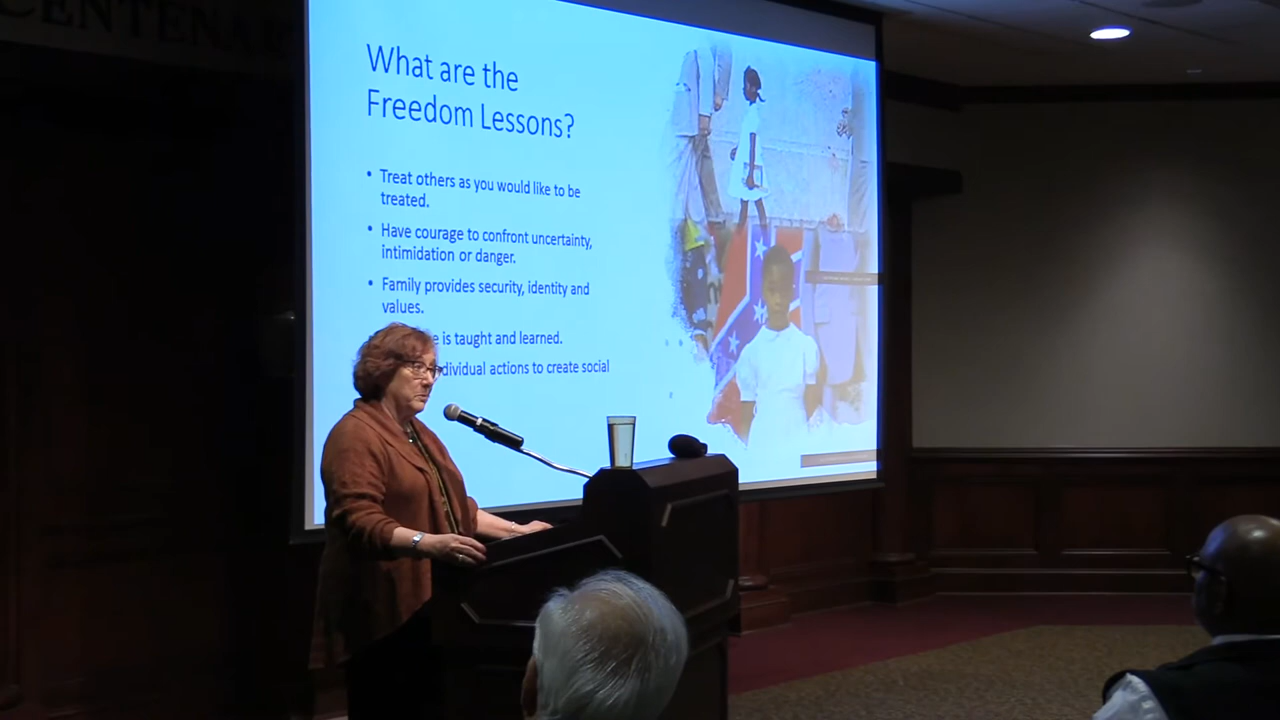 CENTENA
What are the
Freedom Lessons?
• Treat others as you would like to be
treated.
• Have courage to confront uncertainty,
intimidation or danger.
• Family provides security, identity and
values.
is taught and learned.
actions to create social